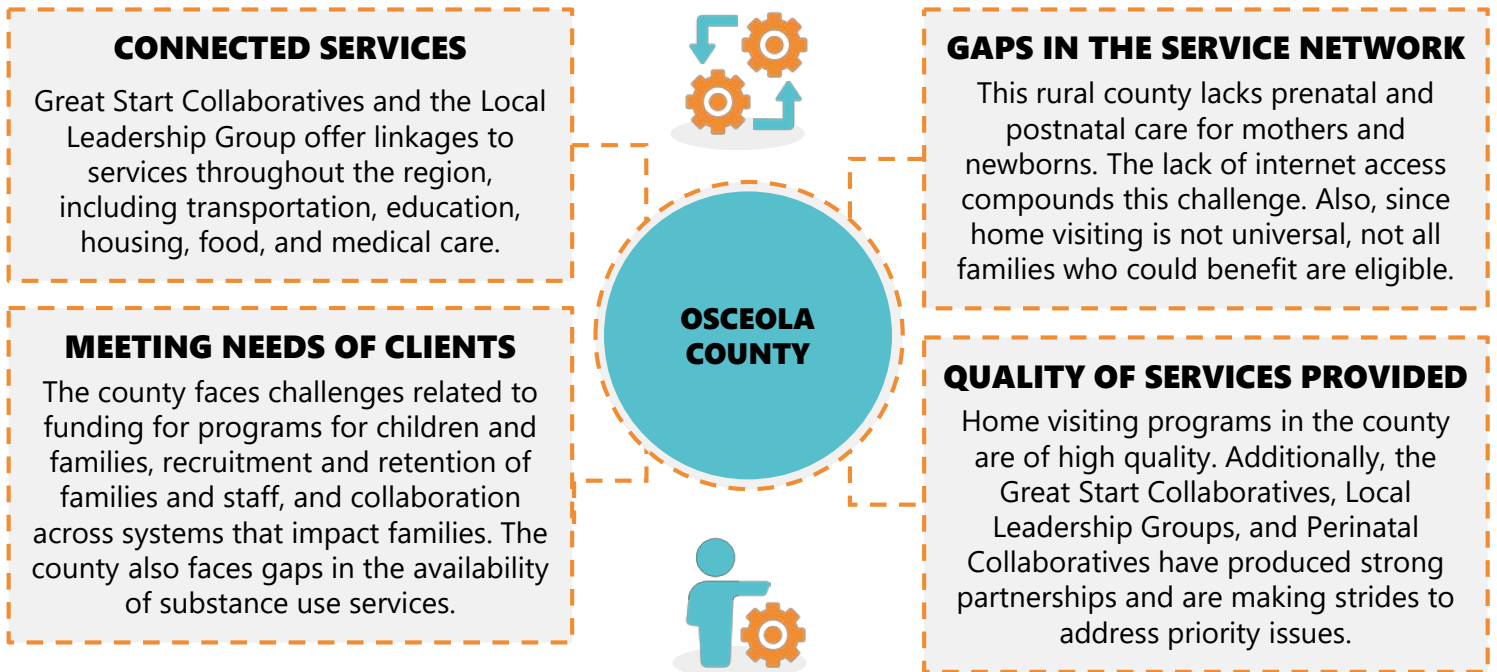 CONNECTED SERVICES
Great Start Collaboratives and the Local
Leadership Group offer linkages to
services throughout the region,
including transportation, education,
housing, food, and medical care.
MEETING NEEDS OF CLIENTS
The county faces challenges related to
funding for programs for children and
families, recruitment and retention of
families and staff, and collaboration
across systems that impact families. The
county also faces gaps in the availability
of substance use services.
OSCEOLA
COUNTY
GAPS IN THE SERVICE NETWORK
This rural county lacks prenatal and
postnatal care for mothers and
newborns. The lack of internet access
compounds this challenge. Also, since
home visiting is not universal, not all
families who could benefit are eligible.
QUALITY OF SERVICES PROVIDED
Home visiting programs in the county
are of high quality. Additionally, the
Great Start Collaboratives, Local
Leadership Groups, and Perinatal
Collaboratives have produced strong
partnerships and are making strides to
address priority issues.